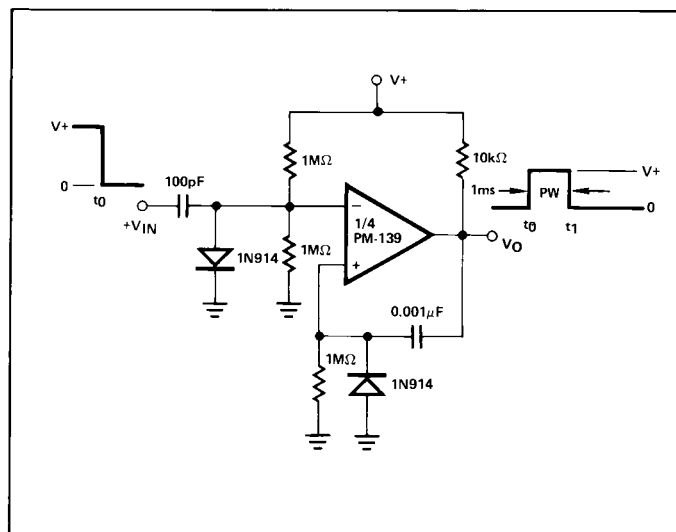 V+
V+
0
t0
100pF
+VIN
1MΩ
10kΩ
1N914
1MΩ
−
1/4
PM-139
+
0.001µF
1MΩ
1N914
1ms
PW
V+
0
t0
t1
VO